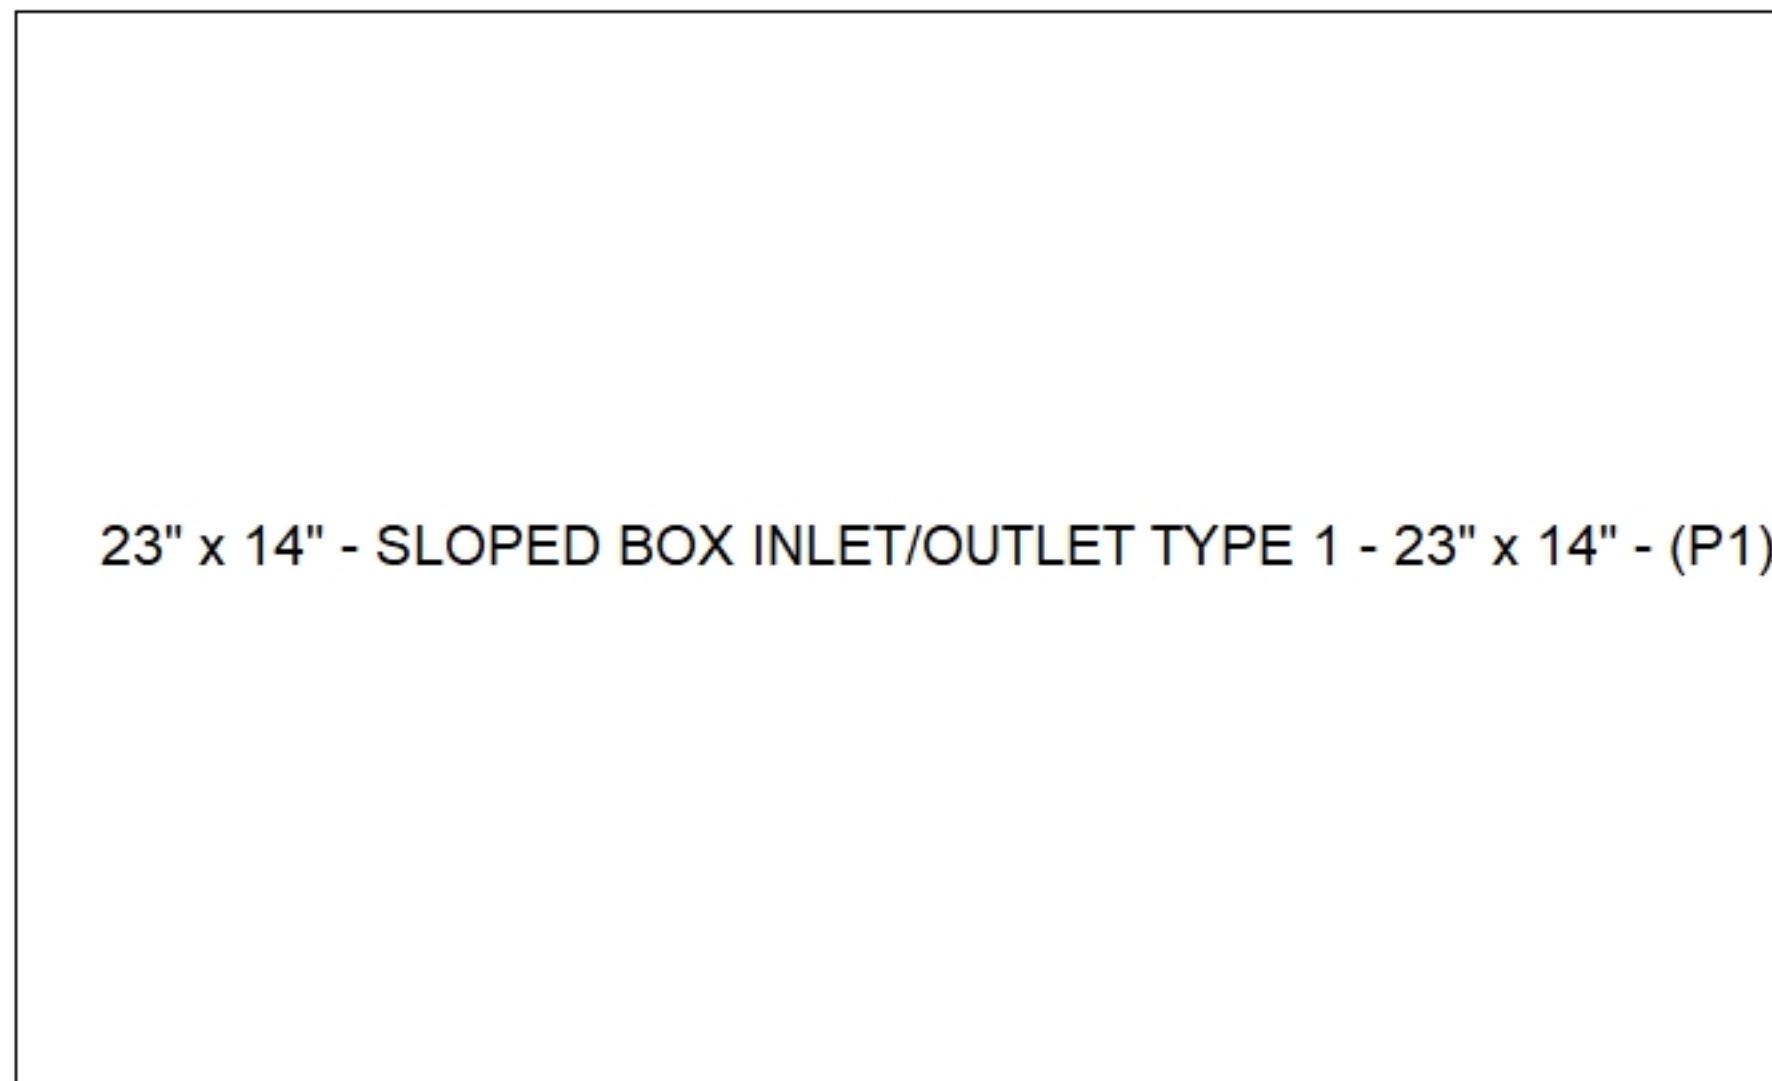 23" x 14" - SLOPED BOX INLET/OUTLET TYPE 1 - 23" x 14" - (P1)